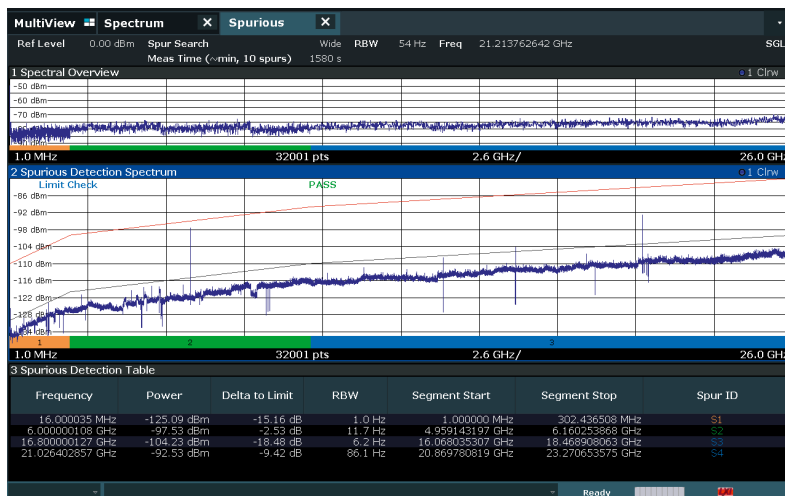 MultiView Spectrum X Spurious X
Ref Level 0.00 dBm Spur Search Wide RBW 54 Hz Freq 21.213762642 GHz SGL
Meas Time (~min, 10 spurs) 1580 s
1 Spectral Overview 1 Clrw
-50 dBm
-60 dBm
-70 dBm
1.0 MHz 32001 pts 2.6 GHz/ 26.0 GHz
2 Spurious Detection Spectrum 1 Clrw
Limit Check PASS
-86 dBm
-92 dBm
-98 dBm
-104 dBm
-110 dBm
-116 dBm
-122 dBm
-128 dBm
1 2 3
1.0 MHz 32001 pts 2.6 GHz/ 26.0 GHz
3 Spurious Detection Table
Frequency Power Delta to Limit RBW Segment Start Segment Stop Spur ID
16.000035 MHz -125.09 dBm -15.16 dB 1.0 Hz 1.000000 MHz 302.436508 MHz S1
6.000000108 GHz -97.53 dBm -2.53 dB 11.7 Hz 4.959143197 GHz 6.160253868 GHz S2
16.800000127 GHz -104.23 dBm -18.48 dB 6.2 Hz 16.068035307 GHz 18.468908063 GHz S3
21.026402857 GHz -92.53 dBm -9.42 dB 86.1 Hz 20.869780819 GHz 23.270653575 GHz S4
Ready